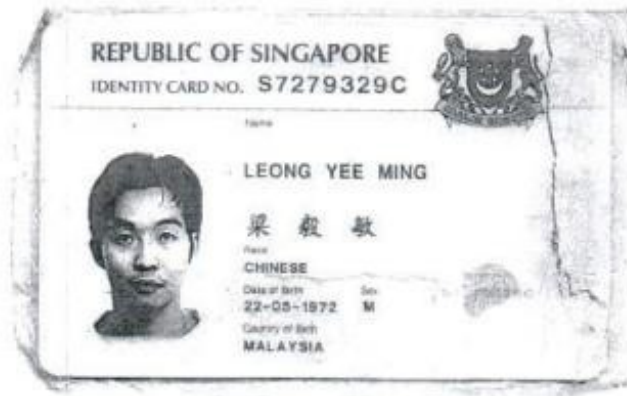 REPUBLIC OF SINGAPORE
IDENTITY CARD NO. S7279329C
Name
LEONG YEE MING
梁毅敏
Race
CHINESE
Date of Birth Sex
22-05-1972 M
Country of Birth
MALAYSIA